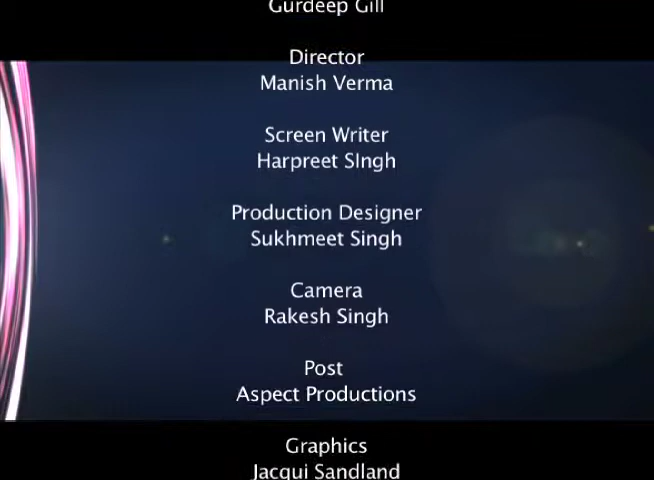 Gurdeep Gill
Director
Manish Verma
Screen Writer
Harpreet SIngh
Production Designer
Sukhmeet Singh
Camera
Rakesh Singh
Post
Aspect Productions
Graphics
Jacqui Sandland